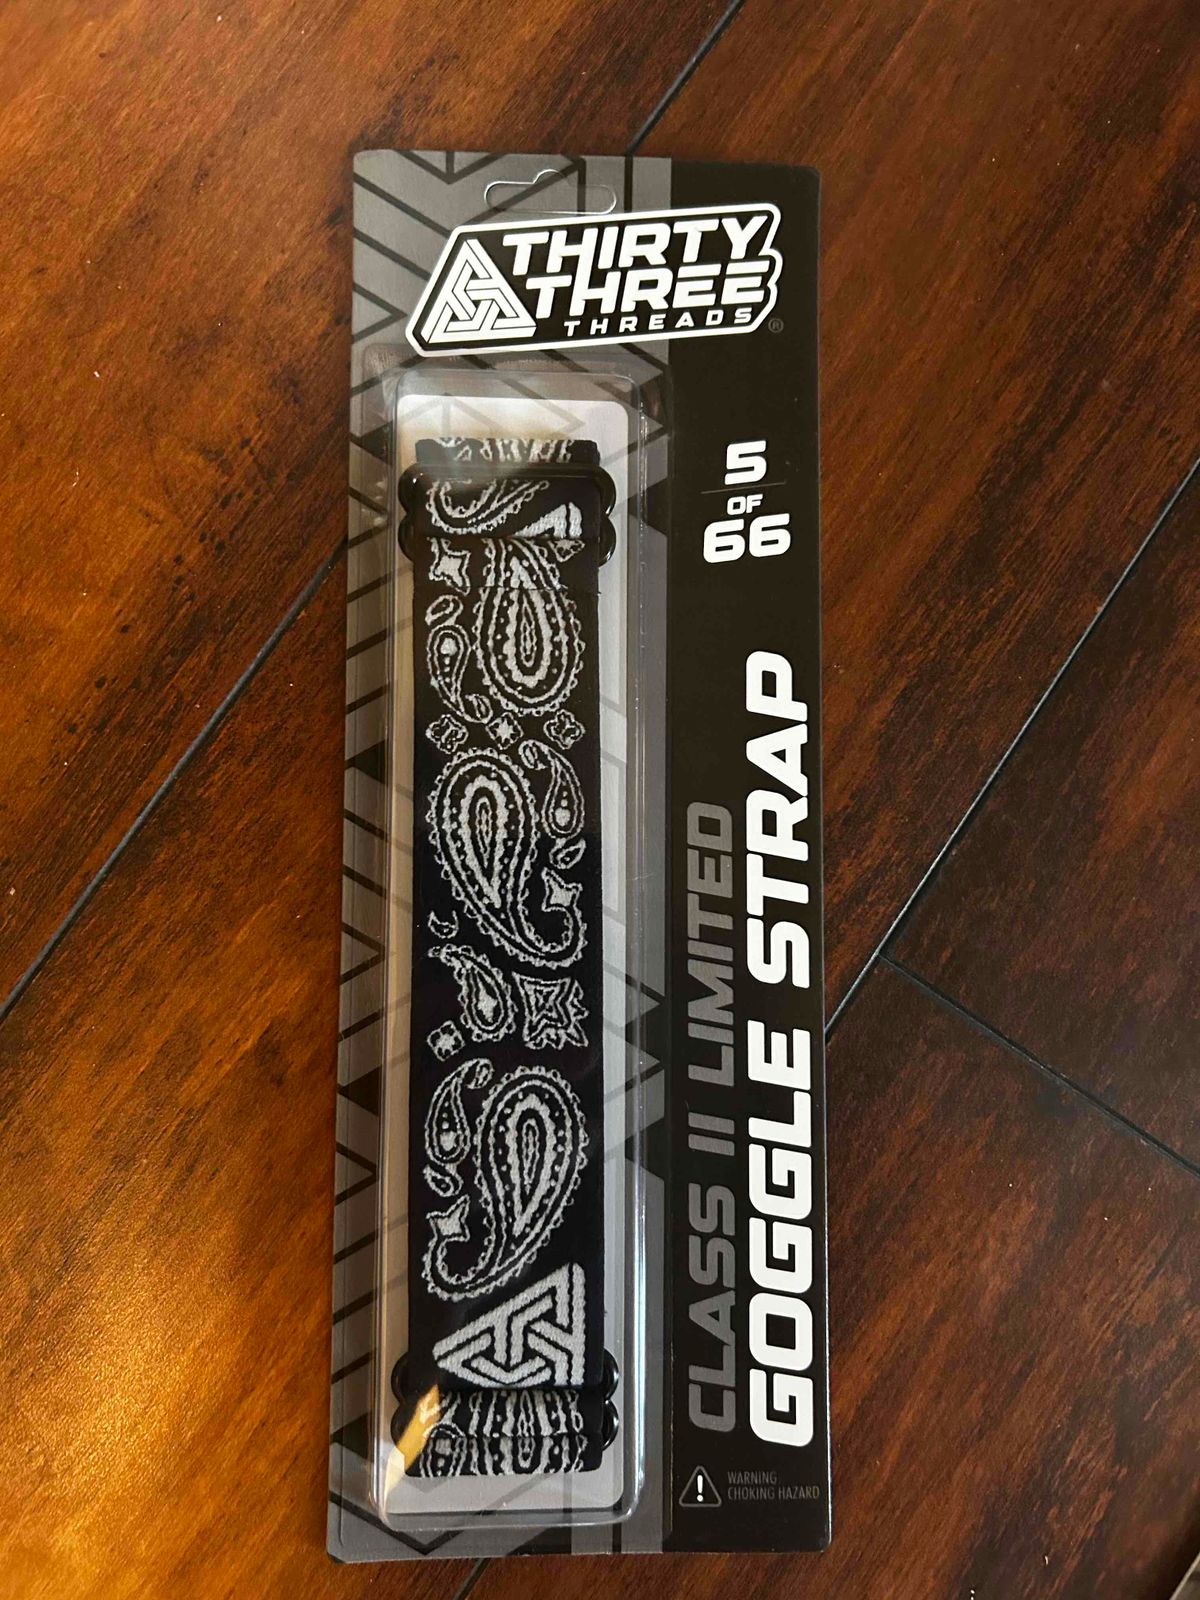 THIRTY
THREE
THREADS®
5
OF
66
CLASS II LIMITED
GOGGLE STRAP
WARNING
CHOKING HAZARD